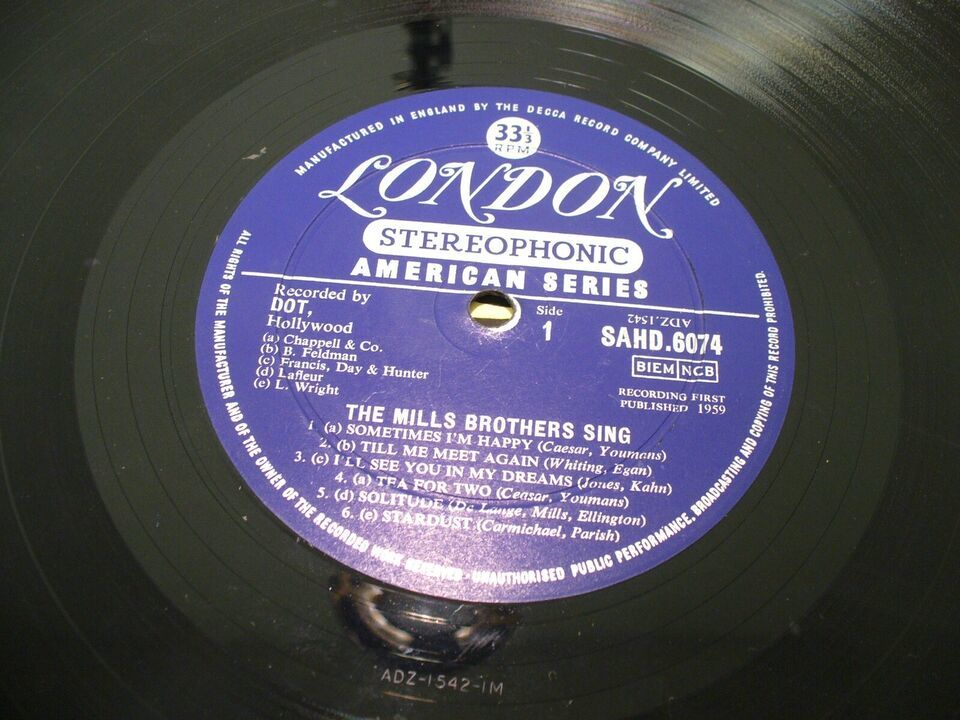 MANUFACTURED IN ENGLAND BY THE DECCA RECORD COMPANY LIMITED
33 1/3
RPM
LONDON
STEREOPHONIC
AMERICAN SERIES
Recorded by
DOT,
Hollywood
(a) Chappell & Co.
(b) B. Feldman
(c) Francis, Day & Hunter
(d) Lafleur
(e) L. Wright
Side
1
ADZ.1542
SAHD.6074
BIEM NCB
RECORDING FIRST
PUBLISHED 1959
THE MILLS BROTHERS SING
1. (a) SOMETIMES I'M HAPPY (Caesar, Youmans)
2. (b) TILL ME MEET AGAIN (Whiting, Egan)
3. (c) I'LL SEE YOU IN MY DREAMS (Jones, Kahn)
4. (a) TEA FOR TWO (Ceasar, Youmans)
5. (d) SOLITUDE (De Lange, Mills, Ellington)
6. (e) STARDUST (Carmichael, Parish)
ALL RIGHTS OF THE MANUFACTURER AND OF THE OWNER OF THE RECORDED WORK RESERVED · UNAUTHORISED PUBLIC PERFORMANCE, BROADCASTING AND COPYING OF THIS RECORD PROHIBITED.
ADZ-1542-1M